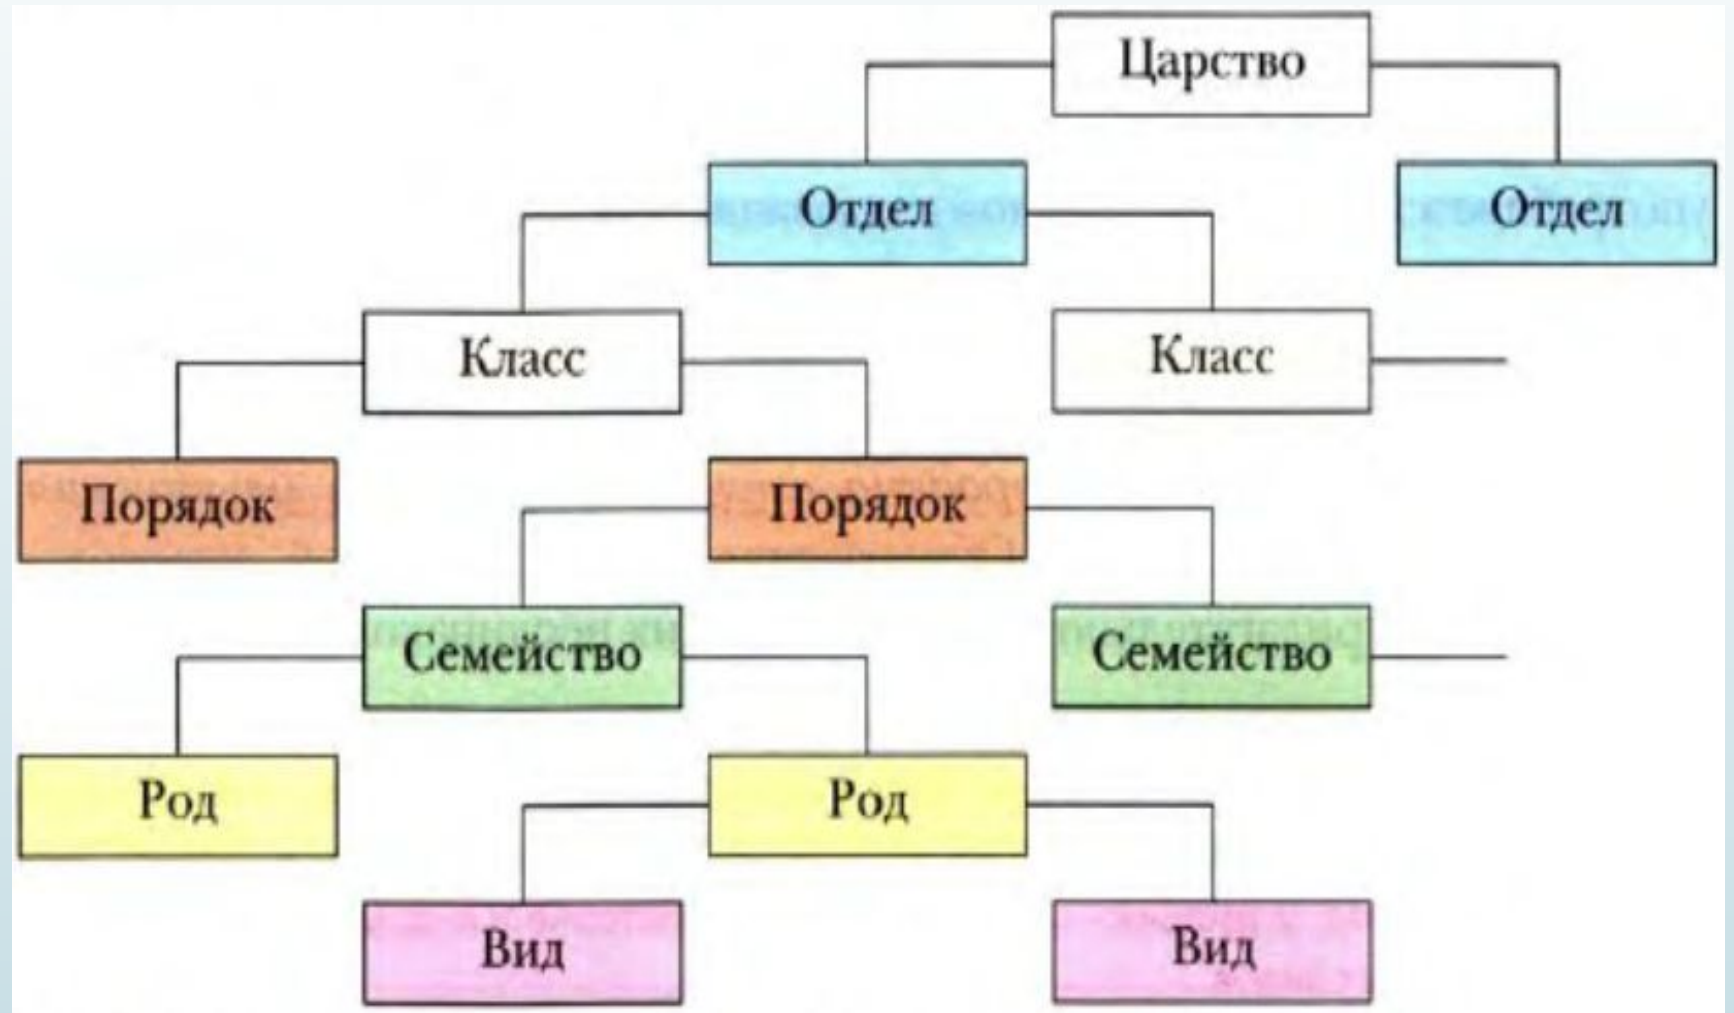 Царство
Отдел
Отдел
Класс
Класс
Порядок
Порядок
Семейство
Семейство
Род
Род
Вид
Вид